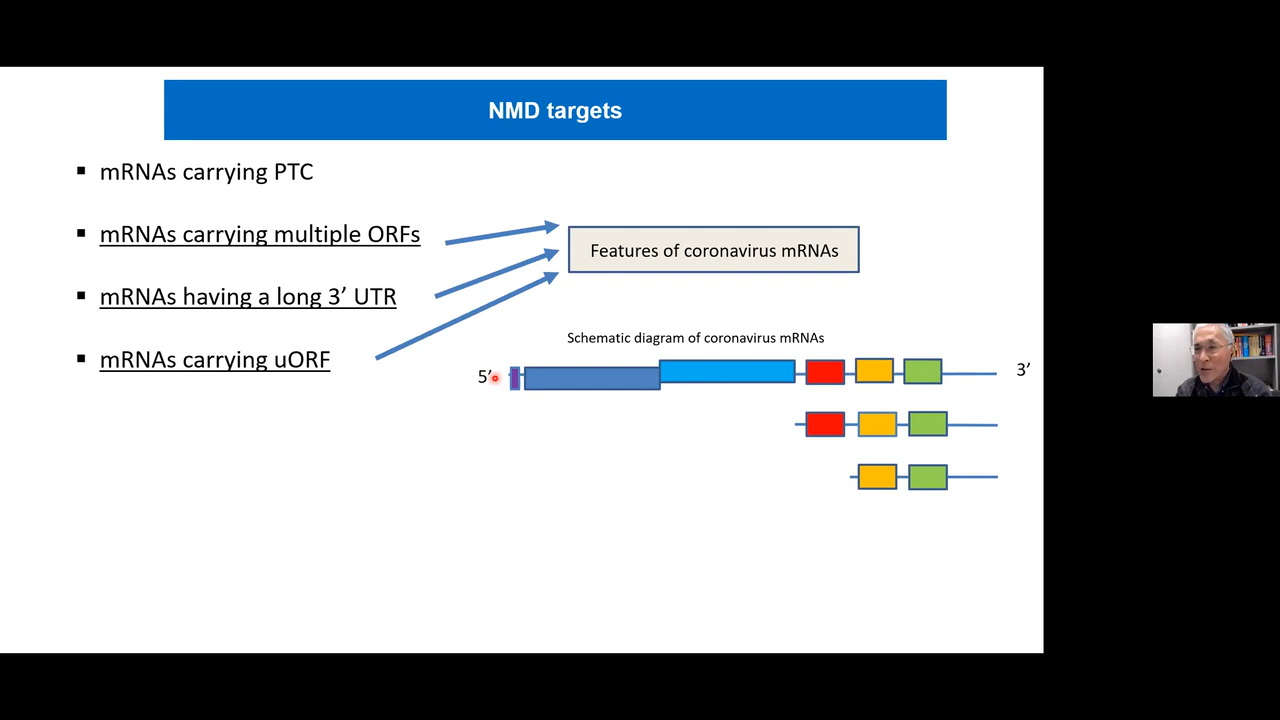 NMD targets
▪ mRNAs carrying PTC
▪ mRNAs carrying multiple ORFs
▪ mRNAs having a long 3’ UTR
▪ mRNAs carrying uORF
Features of coronavirus mRNAs
Schematic diagram of coronavirus mRNAs
5’
3’